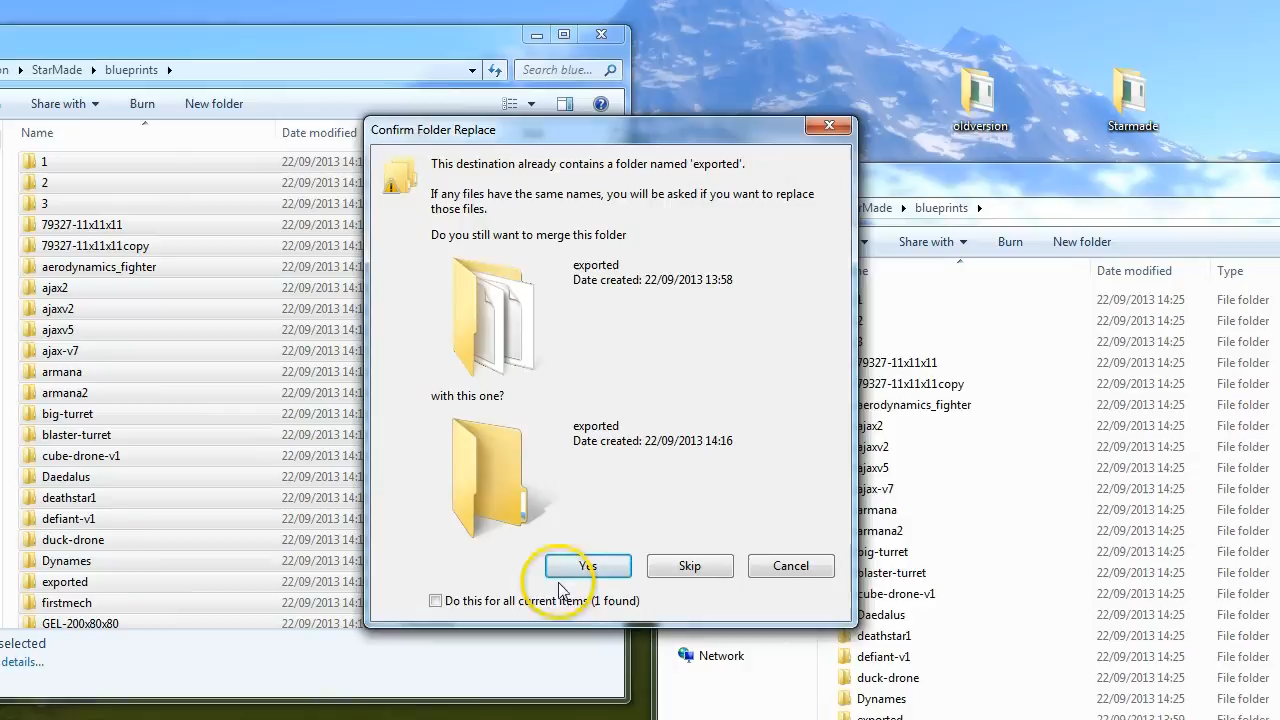 on ▸ StarMade ▸ blueprints ▸
Search blue...
Share with Burn New folder
Name Date modified
1 22/09/2013 14:1
2 22/09/2013 14:1
3 22/09/2013 14:1
79327-11x11x11 22/09/2013 14:1
79327-11x11x11copy 22/09/2013 14:1
aerodynamics_fighter 22/09/2013 14:1
ajax2 22/09/2013 14:1
ajaxv2 22/09/2013 14:1
ajaxv5 22/09/2013 14:1
ajax-v7 22/09/2013 14:1
armana 22/09/2013 14:1
armana2 22/09/2013 14:1
big-turret 22/09/2013 14:1
blaster-turret 22/09/2013 14:1
cube-drone-v1 22/09/2013 14:1
Daedalus 22/09/2013 14:1
deathstar1 22/09/2013 14:1
defiant-v1 22/09/2013 14:1
duck-drone 22/09/2013 14:1
Dynames 22/09/2013 14:1
exported 22/09/2013 14:1
firstmech 22/09/2013 14:1
GEL-200x80x80 22/09/2013 14:1
selected
details...
Confirm Folder Replace
This destination already contains a folder named 'exported'.
If any files have the same names, you will be asked if you want to replace
those files.
Do you still want to merge this folder
exported
Date created: 22/09/2013 13:58
with this one?
exported
Date created: 22/09/2013 14:16
Yes Skip Cancel
Do this for all current items (1 found)
oldversion
Starmade
arMade ▸ blueprints ▸
Share with Burn New folder
ne Date modified Type
1 22/09/2013 14:25 File folder
2 22/09/2013 14:25 File folder
3 22/09/2013 14:25 File folder
79327-11x11x11 22/09/2013 14:25 File folder
79327-11x11x11copy 22/09/2013 14:25 File folder
aerodynamics_fighter 22/09/2013 14:25 File folder
ajax2 22/09/2013 14:25 File folder
ajaxv2 22/09/2013 14:25 File folder
ajaxv5 22/09/2013 14:25 File folder
ajax-v7 22/09/2013 14:25 File folder
armana 22/09/2013 14:25 File folder
armana2 22/09/2013 14:25 File folder
big-turret 22/09/2013 14:25 File folder
blaster-turret 22/09/2013 14:25 File folder
cube-drone-v1 22/09/2013 14:25 File folder
Daedalus 22/09/2013 14:25 File folder
deathstar1 22/09/2013 14:25 File folder
defiant-v1 22/09/2013 14:25 File folder
duck-drone 22/09/2013 14:25 File folder
Dynames 22/09/2013 14:25 File folder
exported 22/09/2013 13:59 File folder
Network